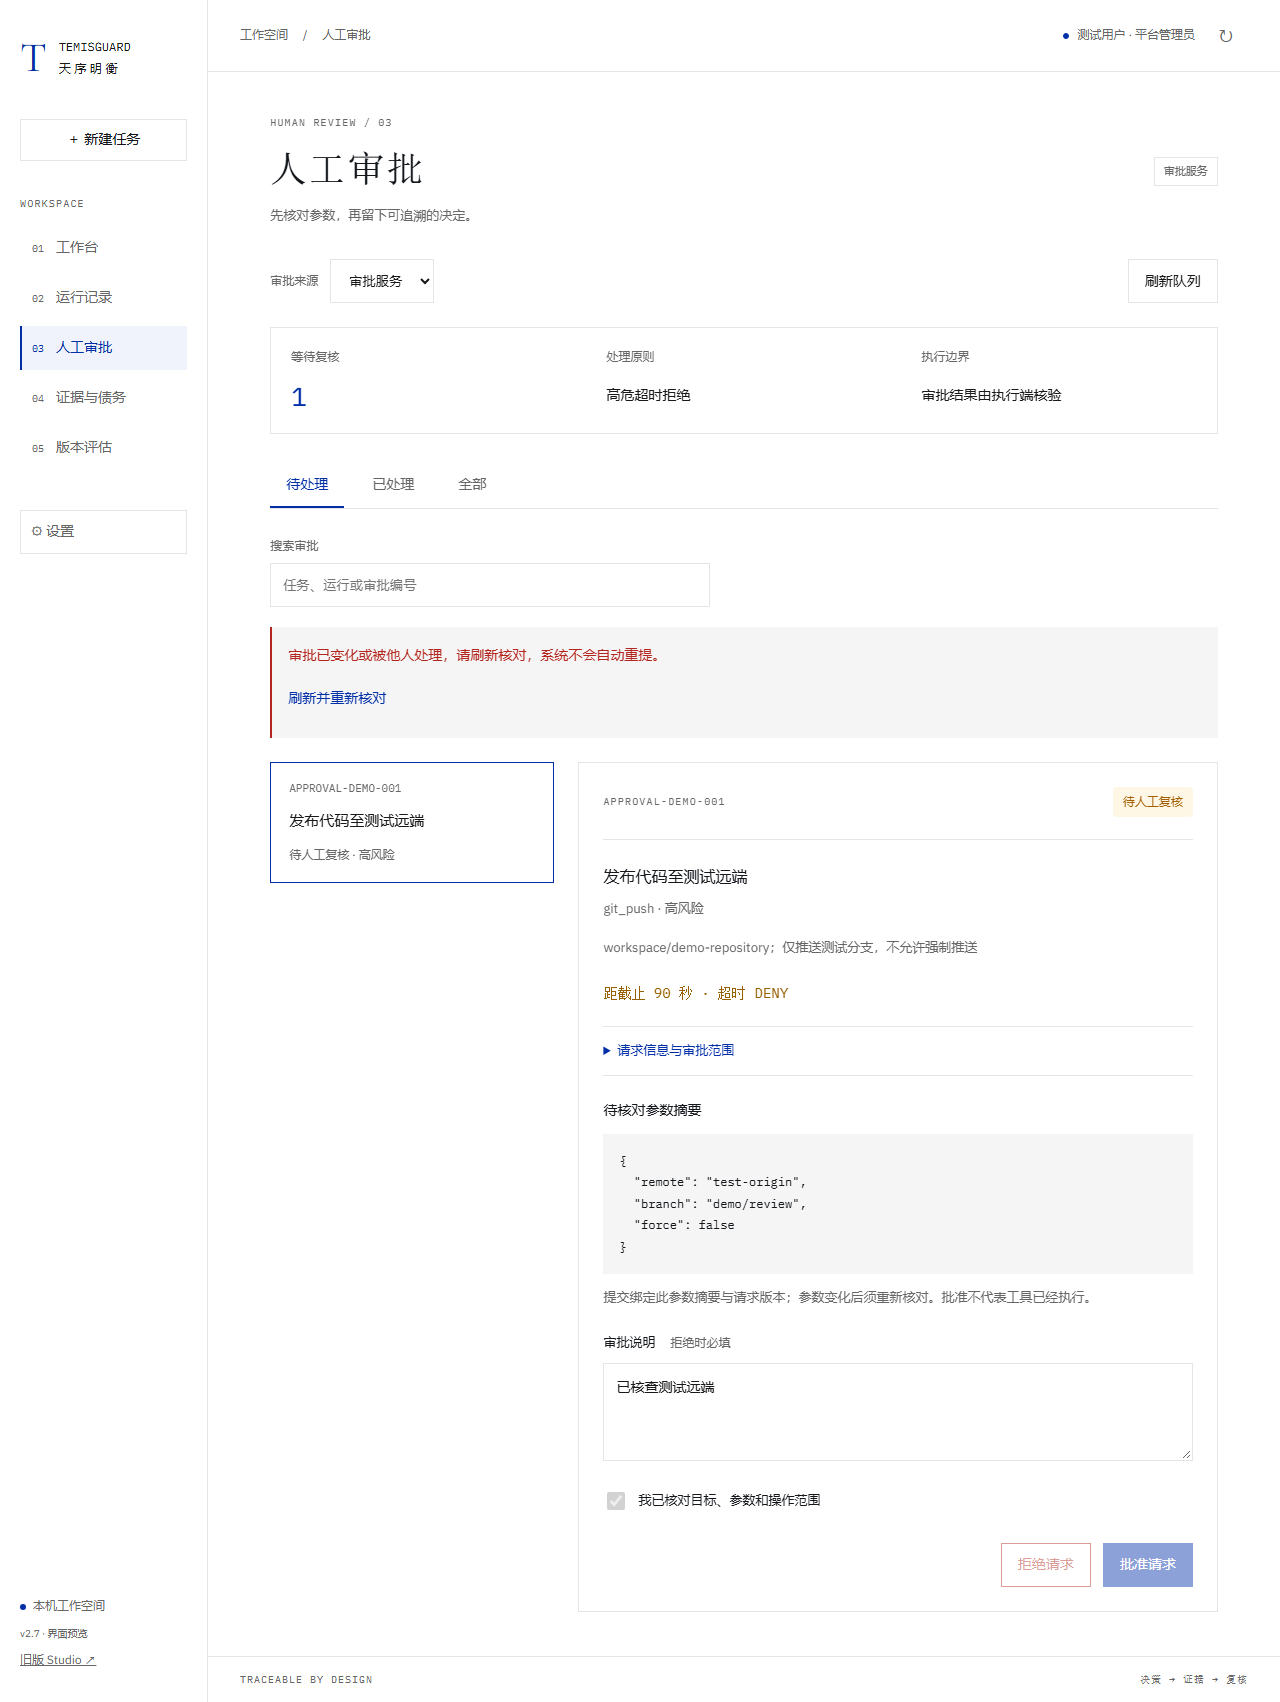 TEMISGUARD
天序明衡
+ 新建任务
WORKSPACE
01 工作台
02 运行记录
03 人工审批
04 证据与债务
05 版本评估
⚙ 设置
本机工作空间
v2.7 · 界面预览
旧版 Studio ↗
工作空间 / 人工审批
测试用户 · 平台管理员 ↻
HUMAN REVIEW / 03
人工审批
审批服务
先核对参数，再留下可追溯的决定。
审批来源 审批服务
刷新队列
等待复核 处理原则 执行边界
1 高危超时拒绝 审批结果由执行端核验
待处理 已处理 全部
搜索审批
任务、运行或审批编号
审批已变化或被他人处理，请刷新核对，系统不会自动重提。
刷新并重新核对
APPROVAL-DEMO-001
发布代码至测试远端
待人工复核 · 高风险
APPROVAL-DEMO-001 待人工复核
发布代码至测试远端
git_push · 高风险
workspace/demo-repository；仅推送测试分支，不允许强制推送
距截止 90 秒 · 超时 DENY
▶ 请求信息与审批范围
待核对参数摘要
{
"remote": "test-origin",
"branch": "demo/review",
"force": false
}
提交绑定此参数摘要与请求版本；参数变化后须重新核对。批准不代表工具已经执行。
审批说明 拒绝时必填
已核查测试远端
我已核对目标、参数和操作范围
拒绝请求 批准请求
TRACEABLE BY DESIGN
决策 → 证据 → 复核